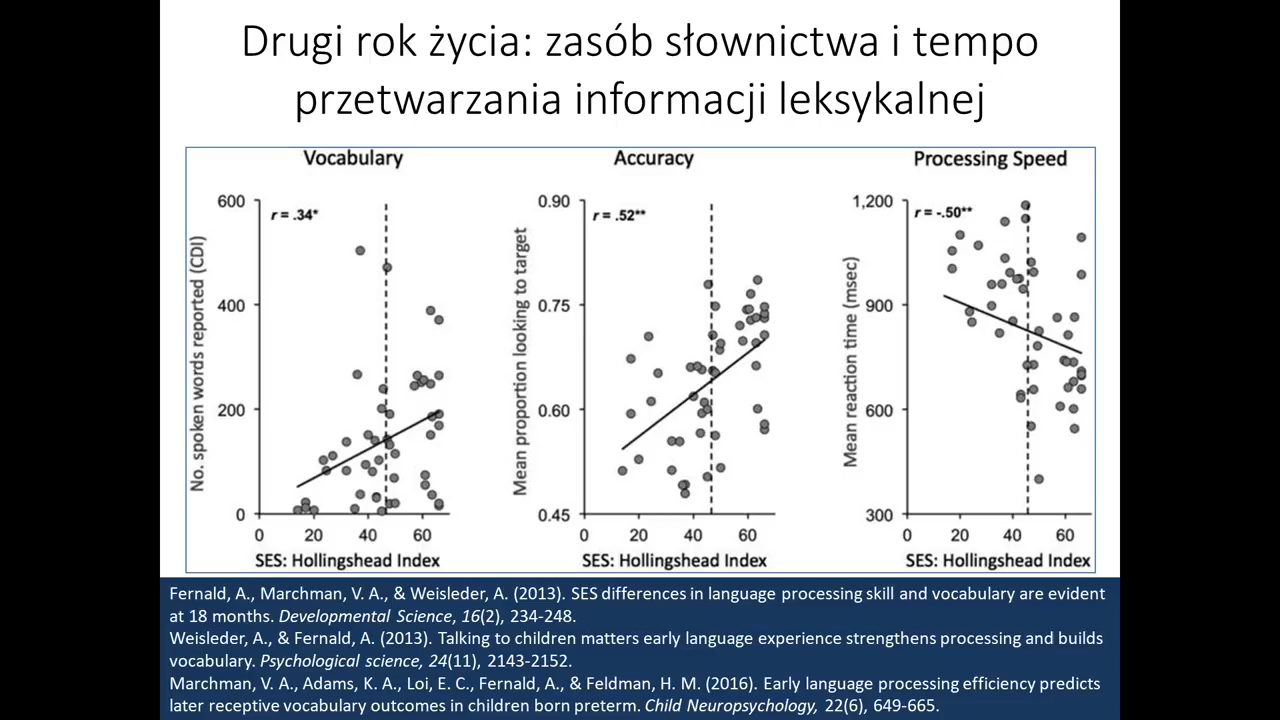 Drugi rok życia: zasób słownictwa i tempo
przetwarzania informacji leksykalnej
Vocabulary
600
400
200
0
r = .34*
No. spoken words reported (CDI)
0 20 40 60
SES: Hollingshead Index
Accuracy
0.90
0.75
0.60
0.45
r = .52**
Mean proportion looking to target
0 20 40 60
SES: Hollingshead Index
Processing Speed
1,200
900
600
300
r = -.50**
Mean reaction time (msec)
0 20 40 60
SES: Hollingshead Index
Fernald, A., Marchman, V. A., & Weisleder, A. (2013). SES differences in language processing skill and vocabulary are evident
at 18 months. Developmental Science, 16(2), 234-248.
Weisleder, A., & Fernald, A. (2013). Talking to children matters early language experience strengthens processing and builds
vocabulary. Psychological science, 24(11), 2143-2152.
Marchman, V. A., Adams, K. A., Loi, E. C., Fernald, A., & Feldman, H. M. (2016). Early language processing efficiency predicts
later receptive vocabulary outcomes in children born preterm. Child Neuropsychology, 22(6), 649-665.